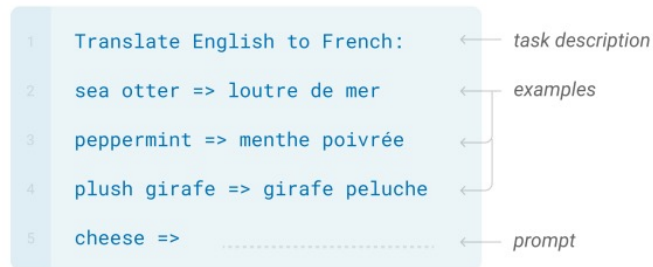 1 Translate English to French: task description
2 sea otter => loutre de mer examples
3 peppermint => menthe poivrée
4 plush girafe => girafe peluche
5 cheese => prompt